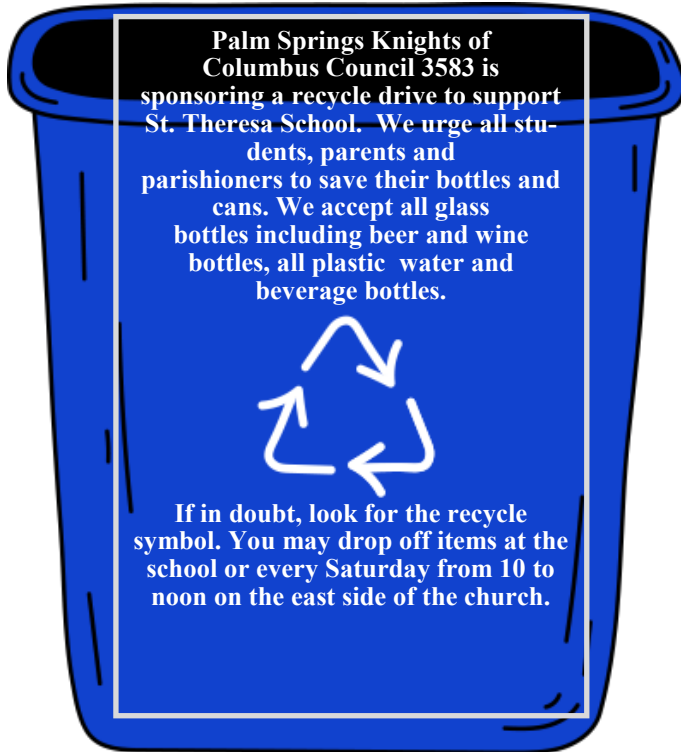 Palm Springs Knights of
Columbus Council 3583 is
sponsoring a recycle drive to support
St. Theresa School.  We urge all stu-
dents, parents and
parishioners to save their bottles and
cans. We accept all glass
bottles including beer and wine
bottles, all plastic  water and
beverage bottles.
If in doubt, look for the recycle
symbol. You may drop off items at the
school or every Saturday from 10 to
noon on the east side of the church.